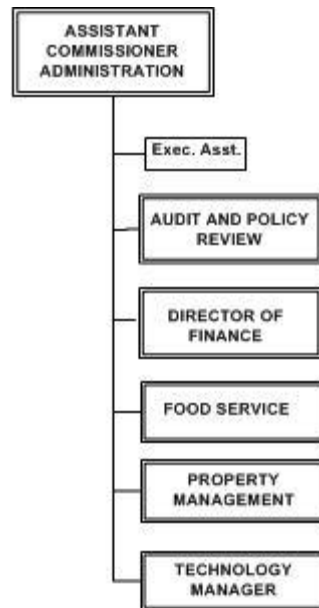 ASSISTANT
COMMISSIONER
ADMINISTRATION
Exec. Asst.
AUDIT AND POLICY
REVIEW
DIRECTOR OF
FINANCE
FOOD SERVICE
PROPERTY
MANAGEMENT
TECHNOLOGY
MANAGER